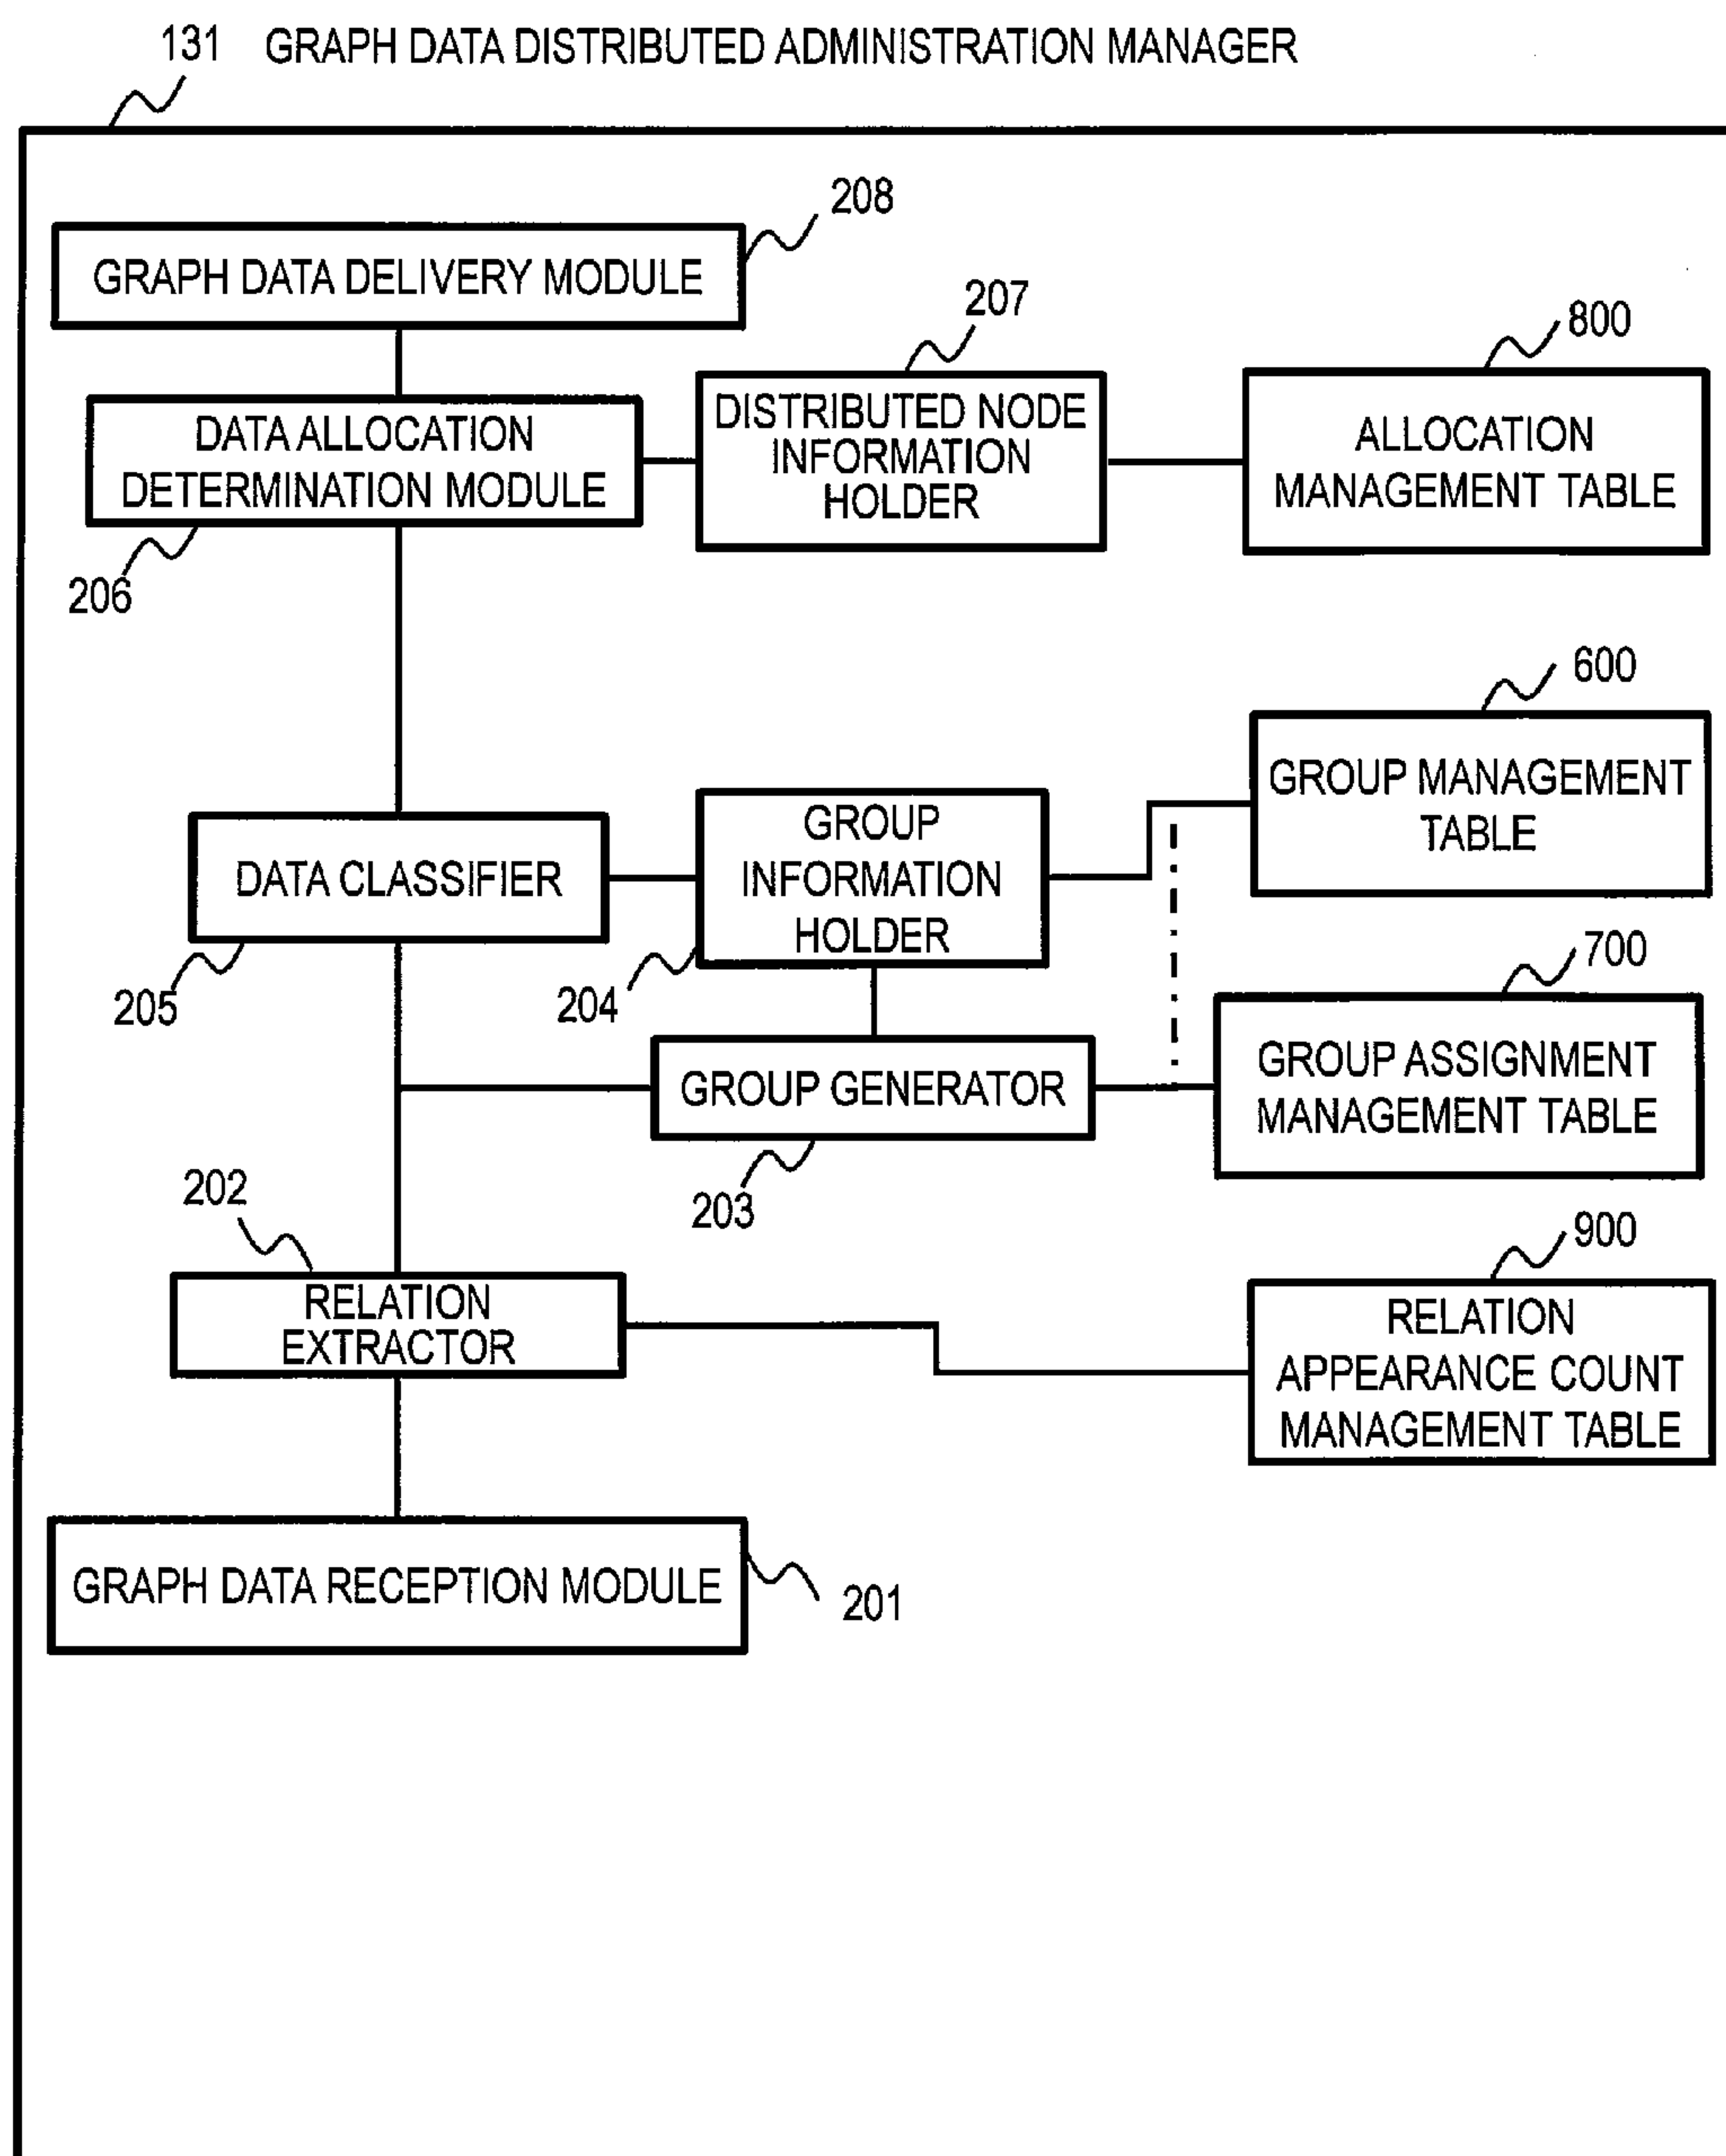 131 GRAPH DATA DISTRIBUTED ADMINISTRATION MANAGER
208
GRAPH DATA DELIVERY MODULE
207
800
DATA ALLOCATION
DETERMINATION MODULE
206
DISTRIBUTED NODE
INFORMATION
HOLDER
ALLOCATION
MANAGEMENT TABLE
600
GROUP MANAGEMENT
TABLE
DATA CLASSIFIER
205
GROUP
INFORMATION
HOLDER
204
700
GROUP ASSIGNMENT
MANAGEMENT TABLE
GROUP GENERATOR
203
202
RELATION
EXTRACTOR
900
RELATION
APPEARANCE COUNT
MANAGEMENT TABLE
GRAPH DATA RECEPTION MODULE
201